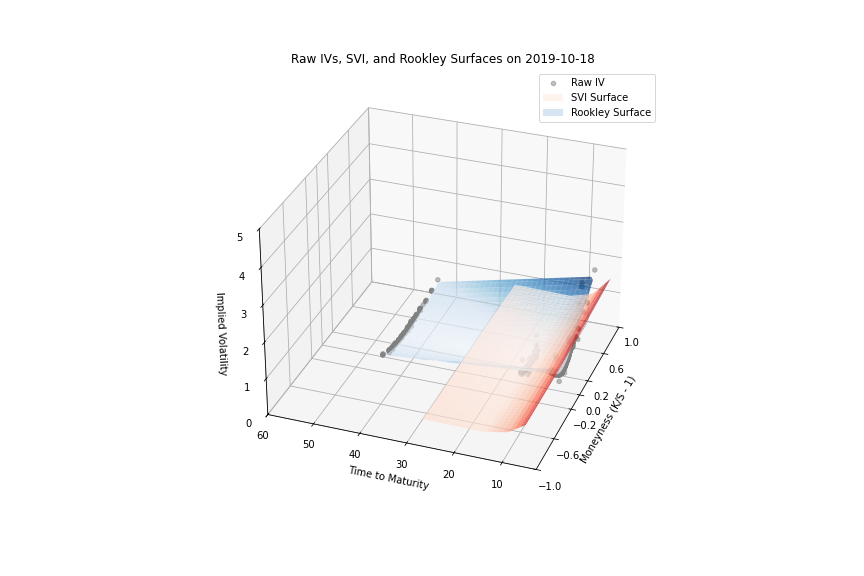 Raw IVs, SVI, and Rookley Surfaces on 2019-10-18
Raw IV
SVI Surface
Rookley Surface
5
4
3
2
1
0
Implied Volatility
60
50
40
30
20
10
Time to Maturity
1.0
0.6
0.2
0.0
−0.2
−0.6
−1.0
Moneyness (K/S - 1)